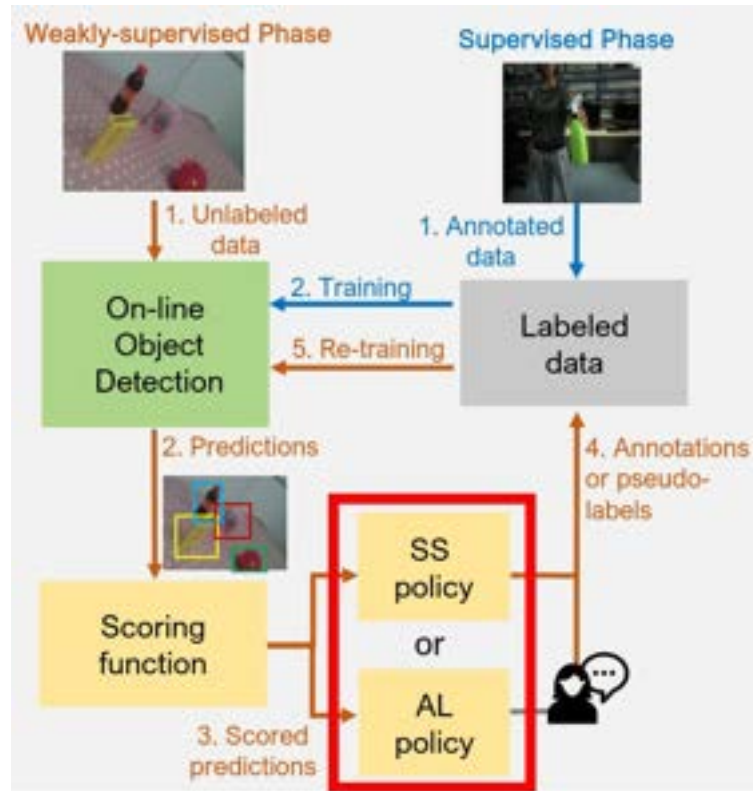 Weakly-supervised Phase
Supervised Phase
1. Unlabeled
data
1. Annotated
data
On-line
Object
Detection
2. Training
5. Re-training
Labeled
data
2. Predictions
4. Annotations
or pseudo-
labels
Scoring
function
SS
policy
or
AL
policy
3. Scored
predictions